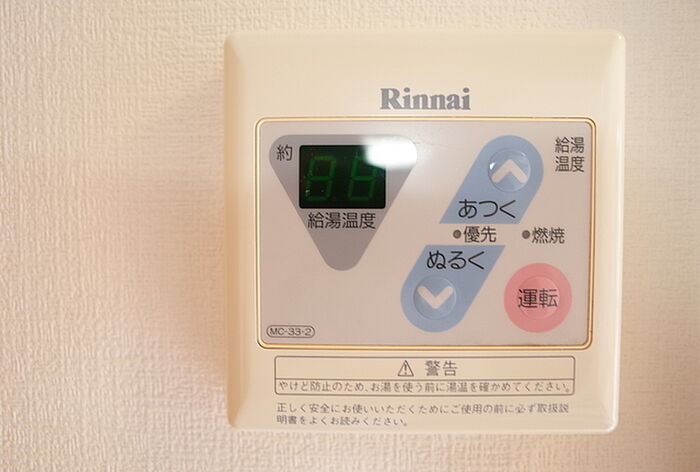 Rinnai
約
給湯温度
給湯
温度
あつく
●優先 ●燃焼
ぬるく
運転
MC-33-2
⚠ 警告
やけど防止のため、お湯を使う前に湯温を確かめてください。
正しく安全にお使いいただくためにご使用の前に必ず取扱説
明書をよくお読みください。